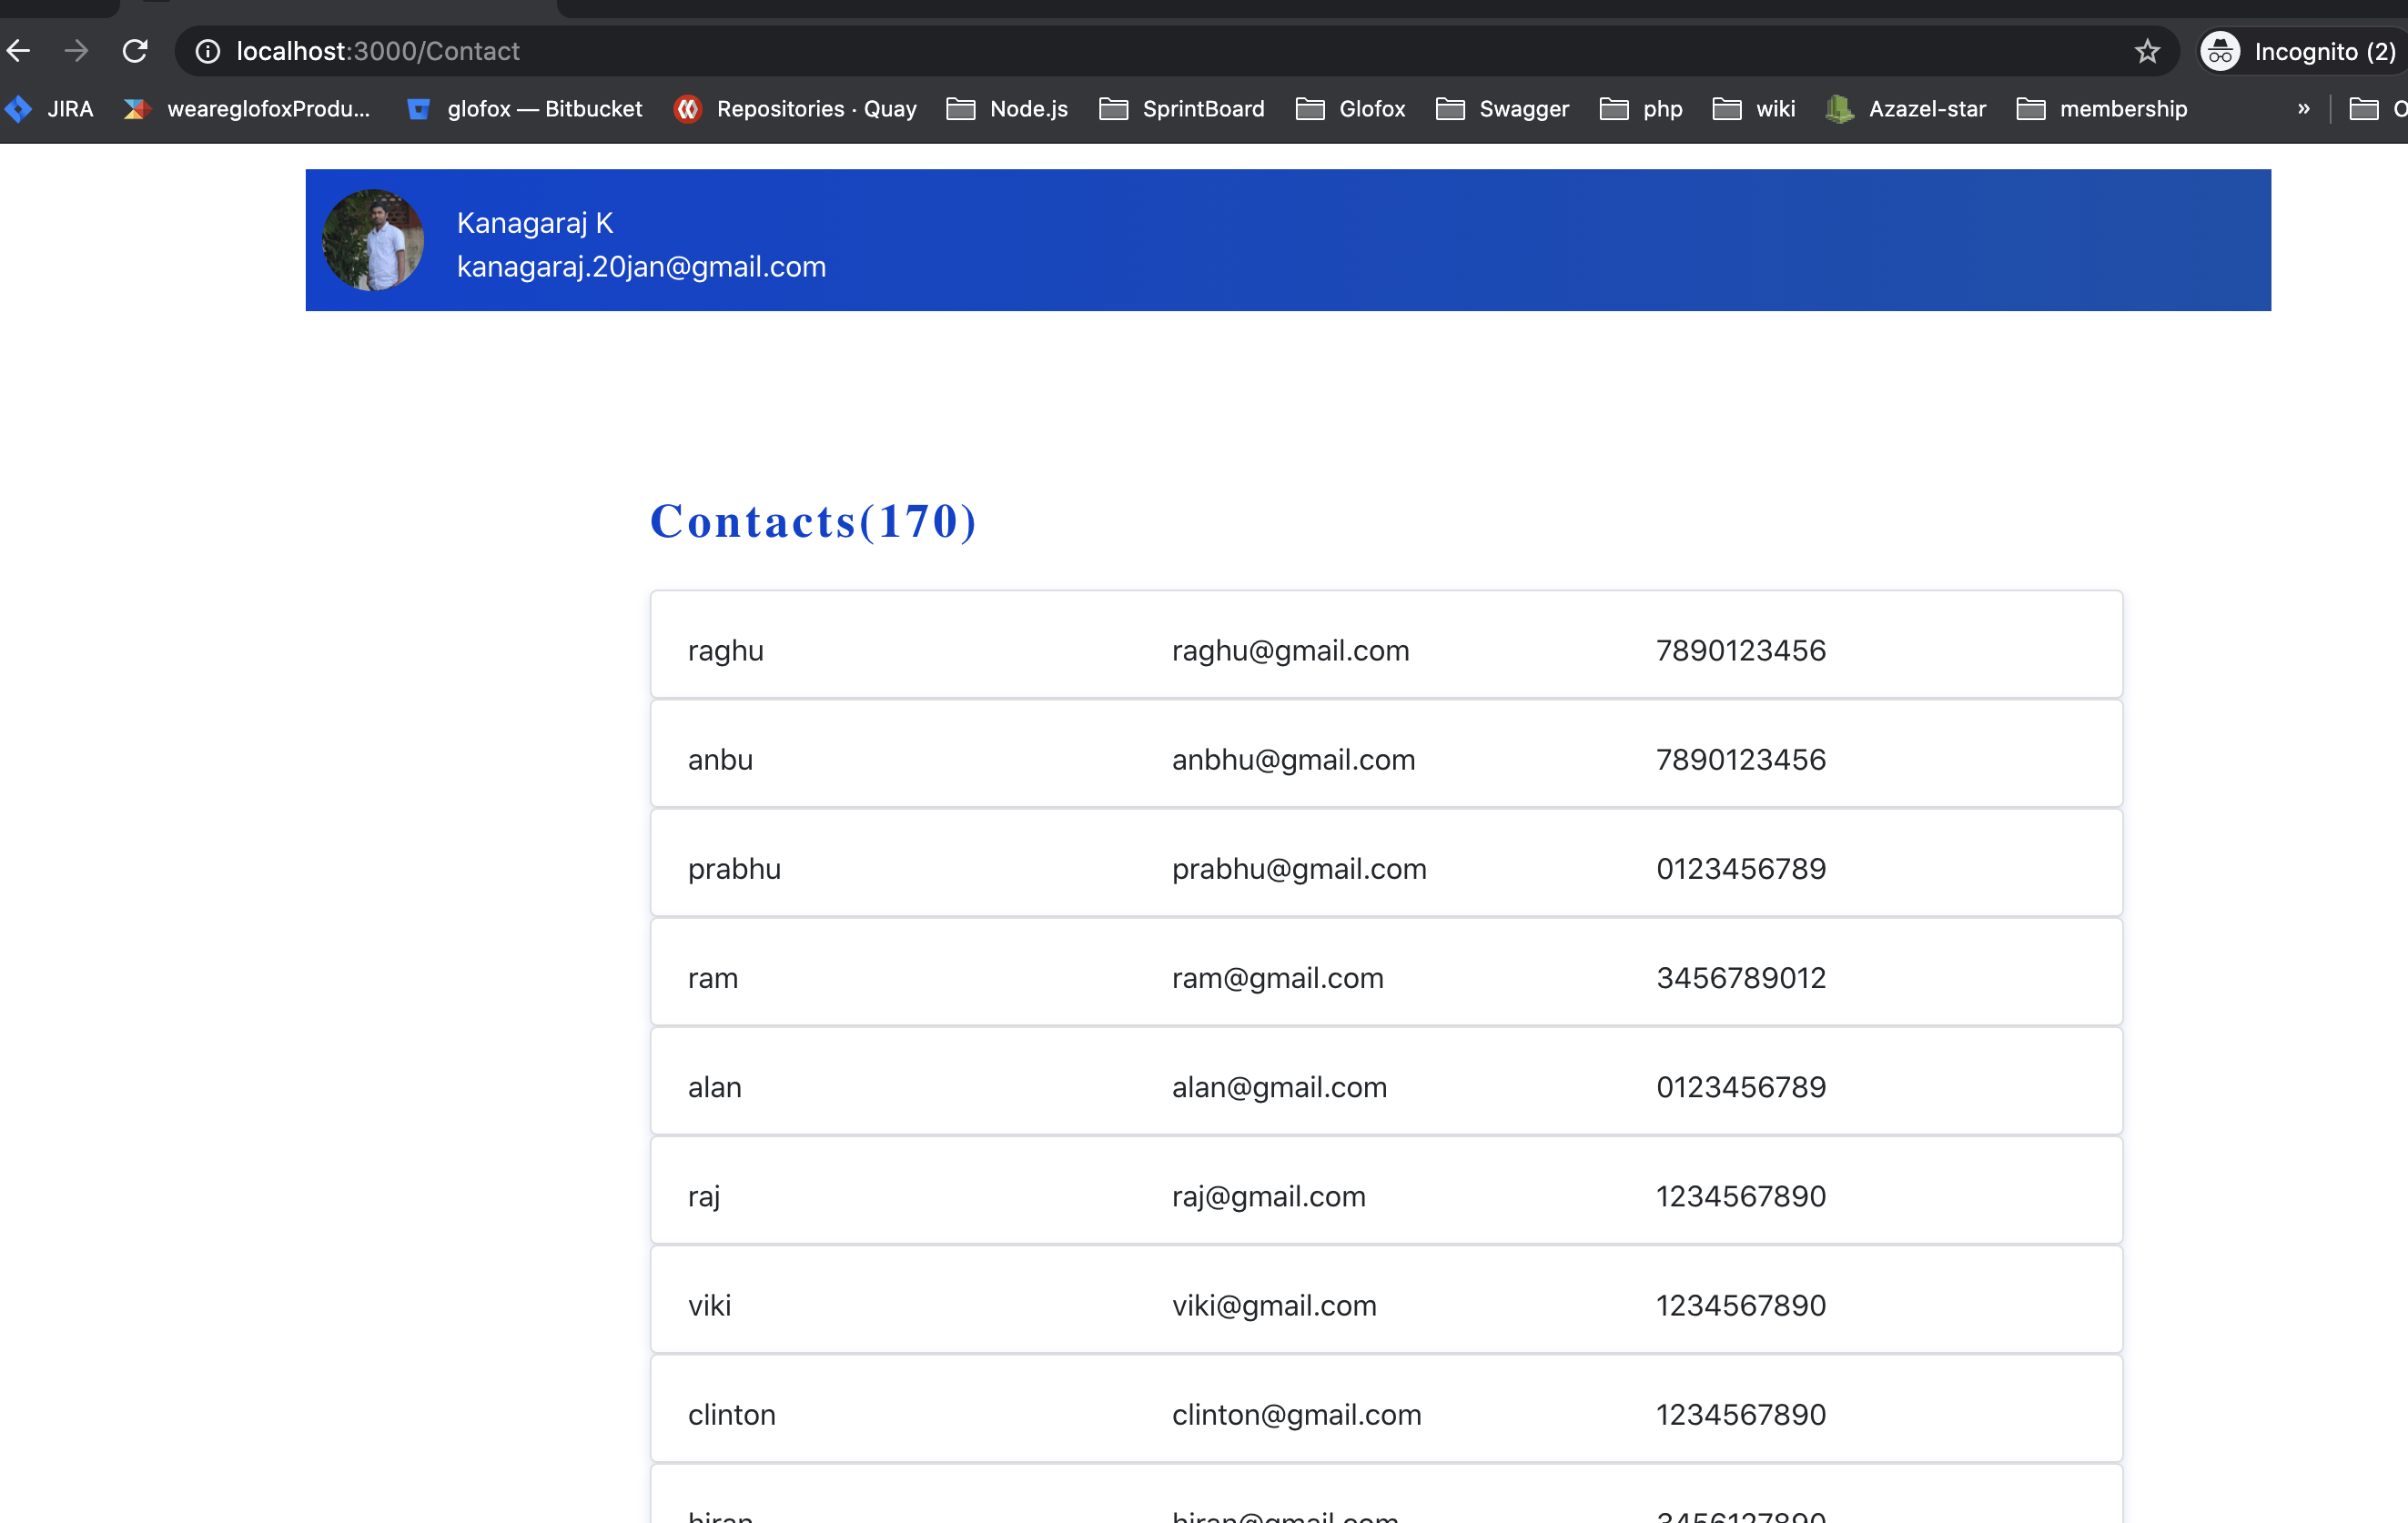 localhost:3000/Contact Incognito (2)
JIRA weareglofoxProdu... glofox — Bitbucket Repositories · Quay Node.js SprintBoard Glofox Swagger php wiki Azazel-star membership »
Kanagaraj K
kanagaraj.20jan@gmail.com
Contacts(170)
raghu raghu@gmail.com 7890123456
anbu anbhu@gmail.com 7890123456
prabhu prabhu@gmail.com 0123456789
ram ram@gmail.com 3456789012
alan alan@gmail.com 0123456789
raj raj@gmail.com 1234567890
viki viki@gmail.com 1234567890
clinton clinton@gmail.com 1234567890